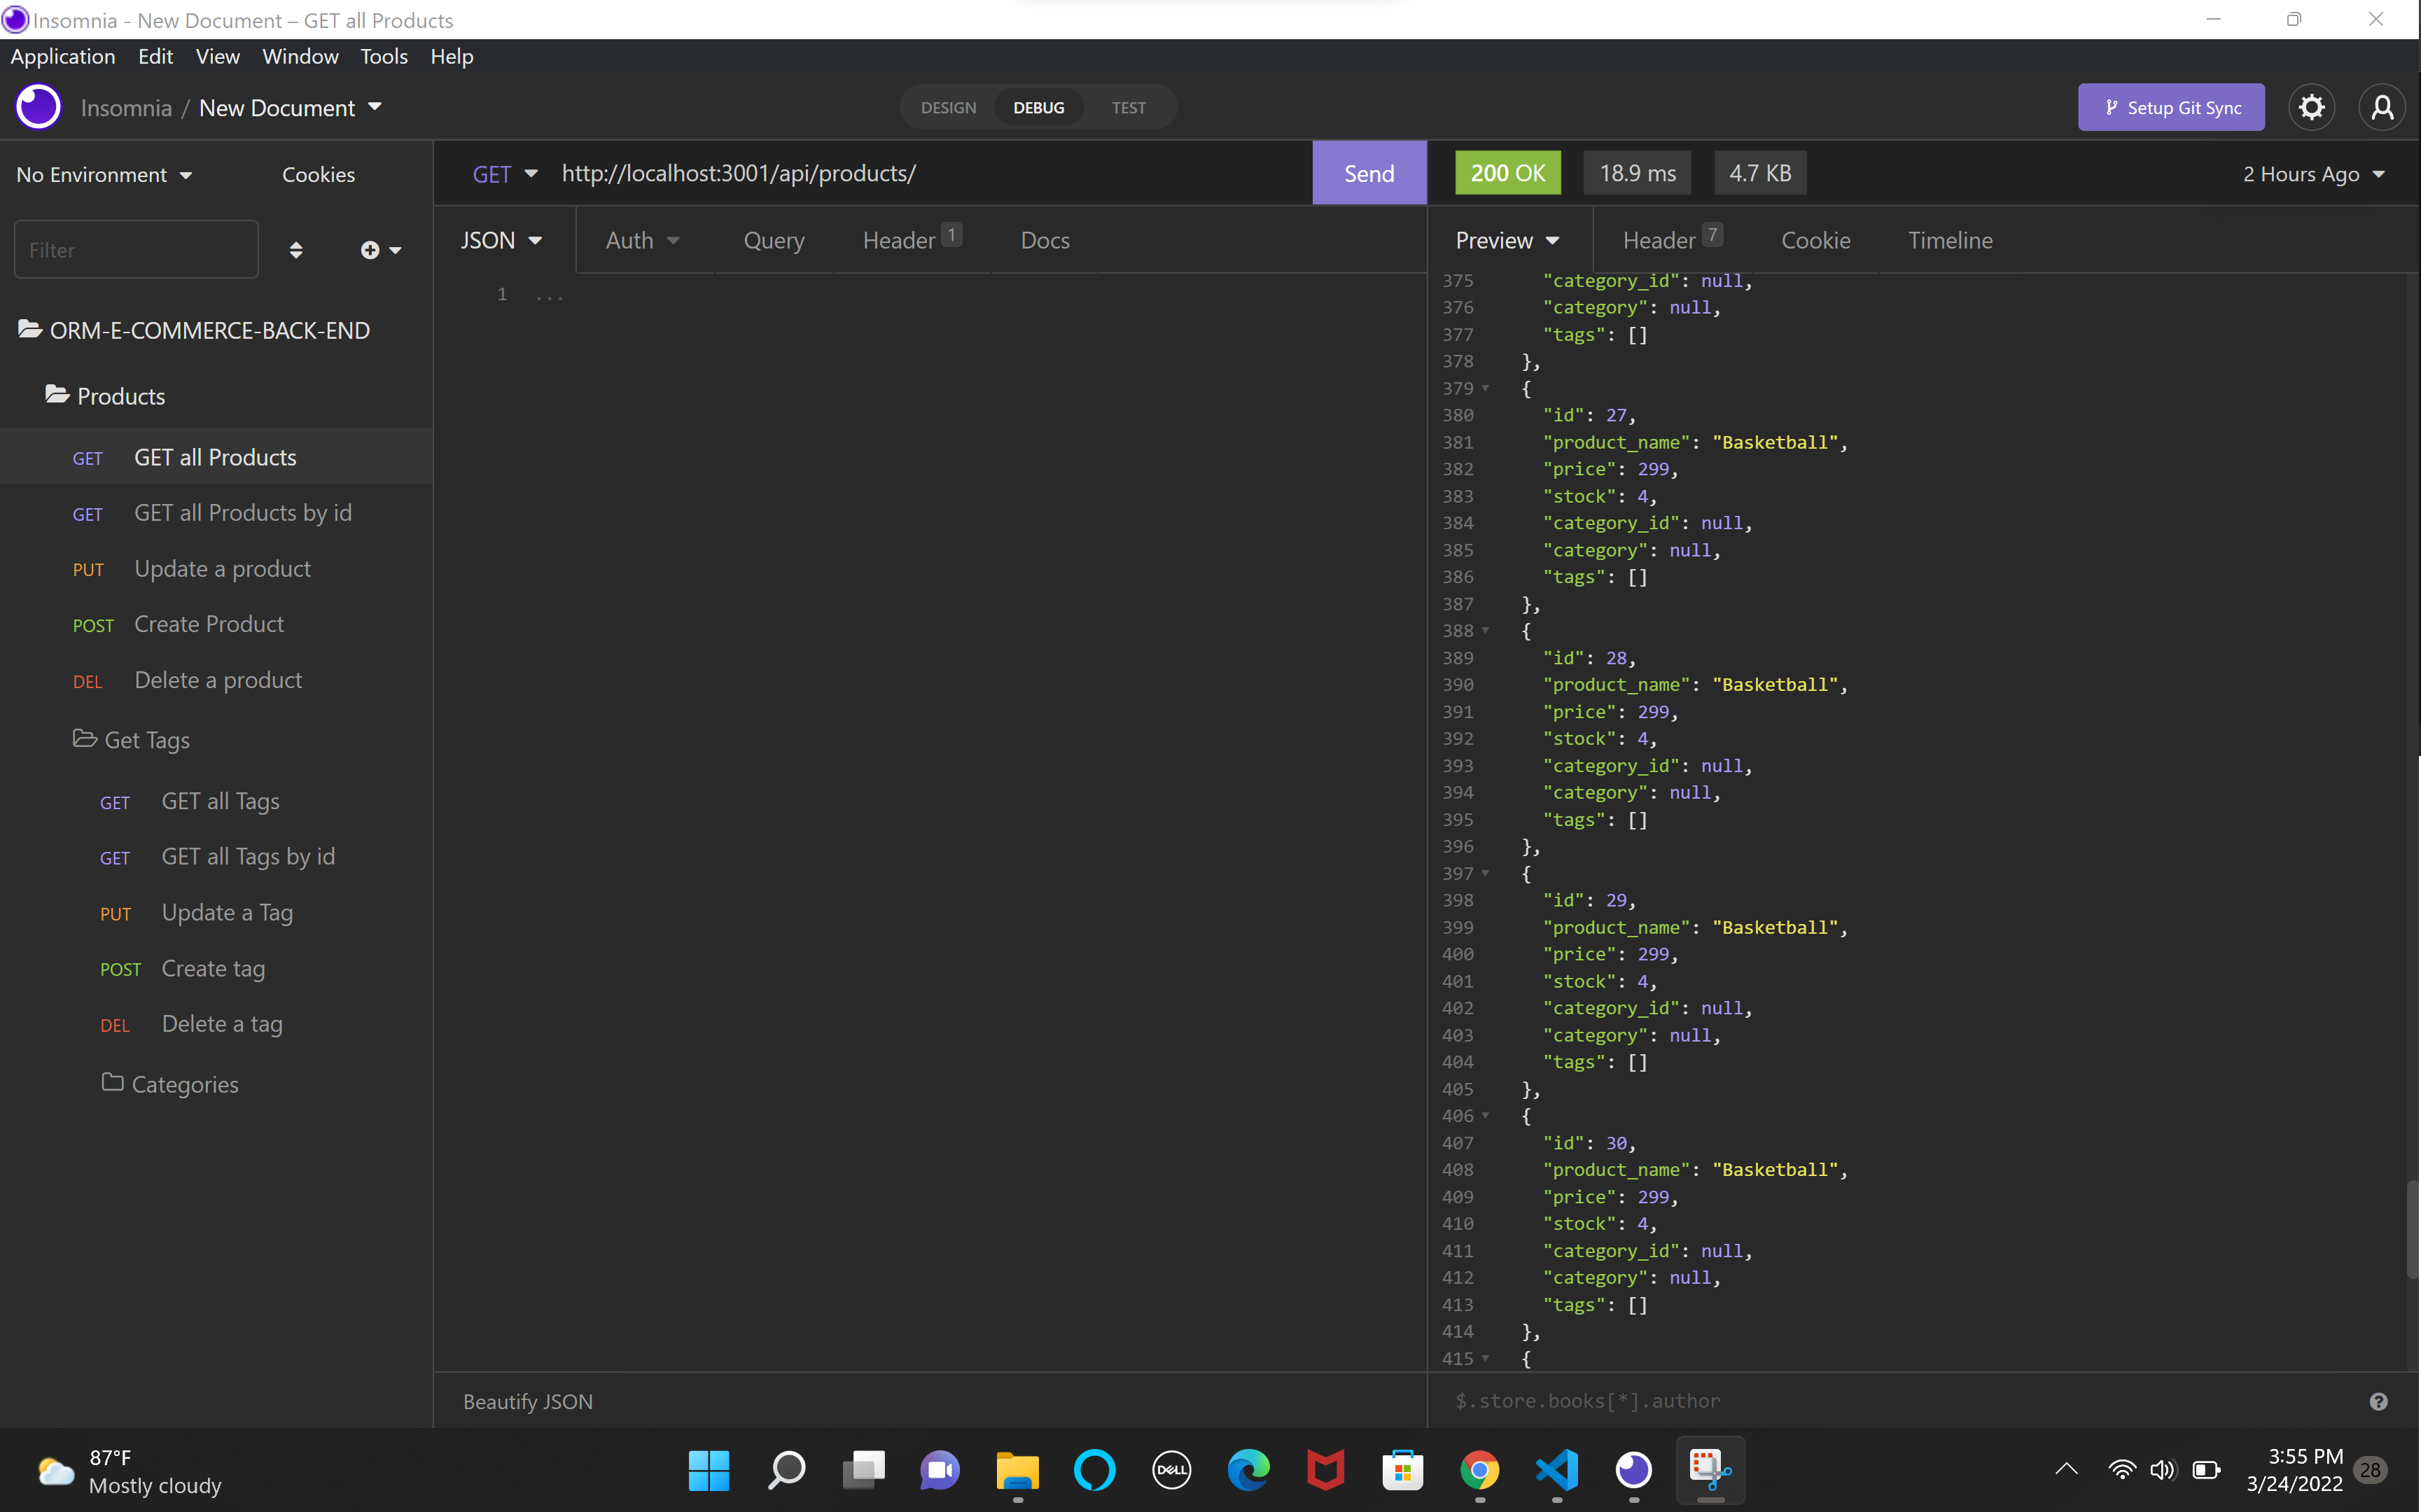 Insomnia - New Document – GET all Products
Application Edit View Window Tools Help
Insomnia / New Document
DESIGN DEBUG TEST
Setup Git Sync
No Environment Cookies
GET http://localhost:3001/api/products/ Send
200 OK 18.9 ms 4.7 KB 2 Hours Ago
Filter
JSON Auth Query Header 1 Docs
Preview Header 7 Cookie Timeline
ORM-E-COMMERCE-BACK-END
Products
GET GET all Products
GET GET all Products by id
PUT Update a product
POST Create Product
DEL Delete a product
Get Tags
GET GET all Tags
GET GET all Tags by id
PUT Update a Tag
POST Create tag
DEL Delete a tag
Categories
1 ...
375 "category_id": null,
376 "category": null,
377 "tags": []
378 },
379 {
380 "id": 27,
381 "product_name": "Basketball",
382 "price": 299,
383 "stock": 4,
384 "category_id": null,
385 "category": null,
386 "tags": []
387 },
388 {
389 "id": 28,
390 "product_name": "Basketball",
391 "price": 299,
392 "stock": 4,
393 "category_id": null,
394 "category": null,
395 "tags": []
396 },
397 {
398 "id": 29,
399 "product_name": "Basketball",
400 "price": 299,
401 "stock": 4,
402 "category_id": null,
403 "category": null,
404 "tags": []
405 },
406 {
407 "id": 30,
408 "product_name": "Basketball",
409 "price": 299,
410 "stock": 4,
411 "category_id": null,
412 "category": null,
413 "tags": []
414 },
415 {
Beautify JSON
$.store.books[*].author
87°F
Mostly cloudy
DELL
3:55 PM
3/24/2022
28